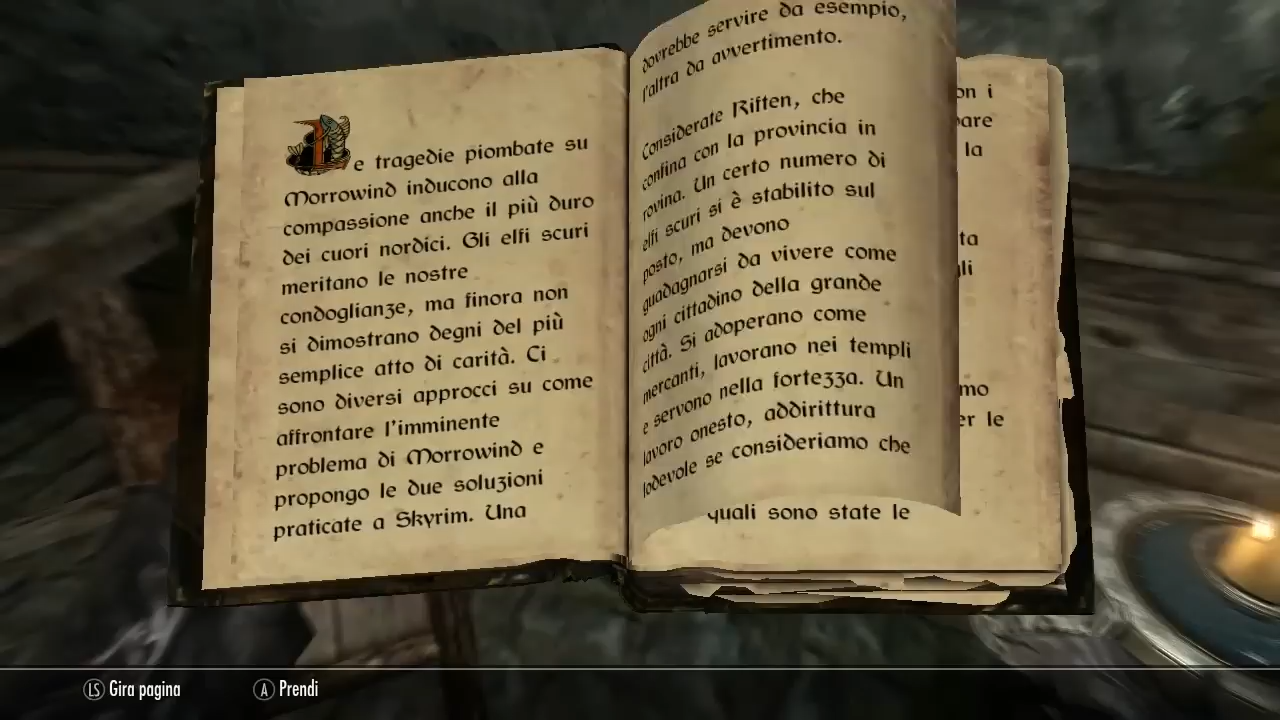 Le tragedie piombate su
Morrowind inducono alla
compassione anche il più duro
dei cuori nordici. Gli elfi scuri
meritano le nostre
condoglianze, ma finora non
si dimostrano degni del più
semplice atto di carità. Ci
sono diversi approcci su come
affrontare l'imminente
problema di Morrowind e
propongo le due soluzioni
praticate a Skyrim. Una
dovrebbe servire da esempio,
l'altra da avvertimento.
Considerate Riften, che
confina con la provincia in
rovina. Un certo numero di
elfi scuri si è stabilito sul
posto, ma devono
guadagnarsi da vivere come
ogni cittadino della grande
città. Si adoperano come
mercanti, lavorano nei templi
e servono nella fortezza. Un
lavoro onesto, addirittura
lodevole se consideriamo che
quali sono state le
on i
la
Gira pagina
Prendi
LS
A